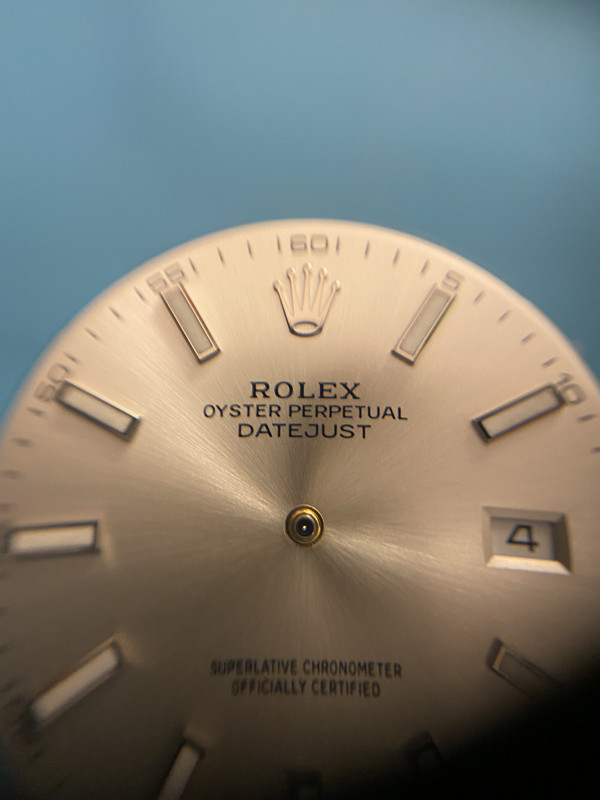 60
55
5
50
10
ROLEX
OYSTER PERPETUAL
DATEJUST
4
SUPERLATIVE CHRONOMETER
OFFICIALLY CERTIFIED